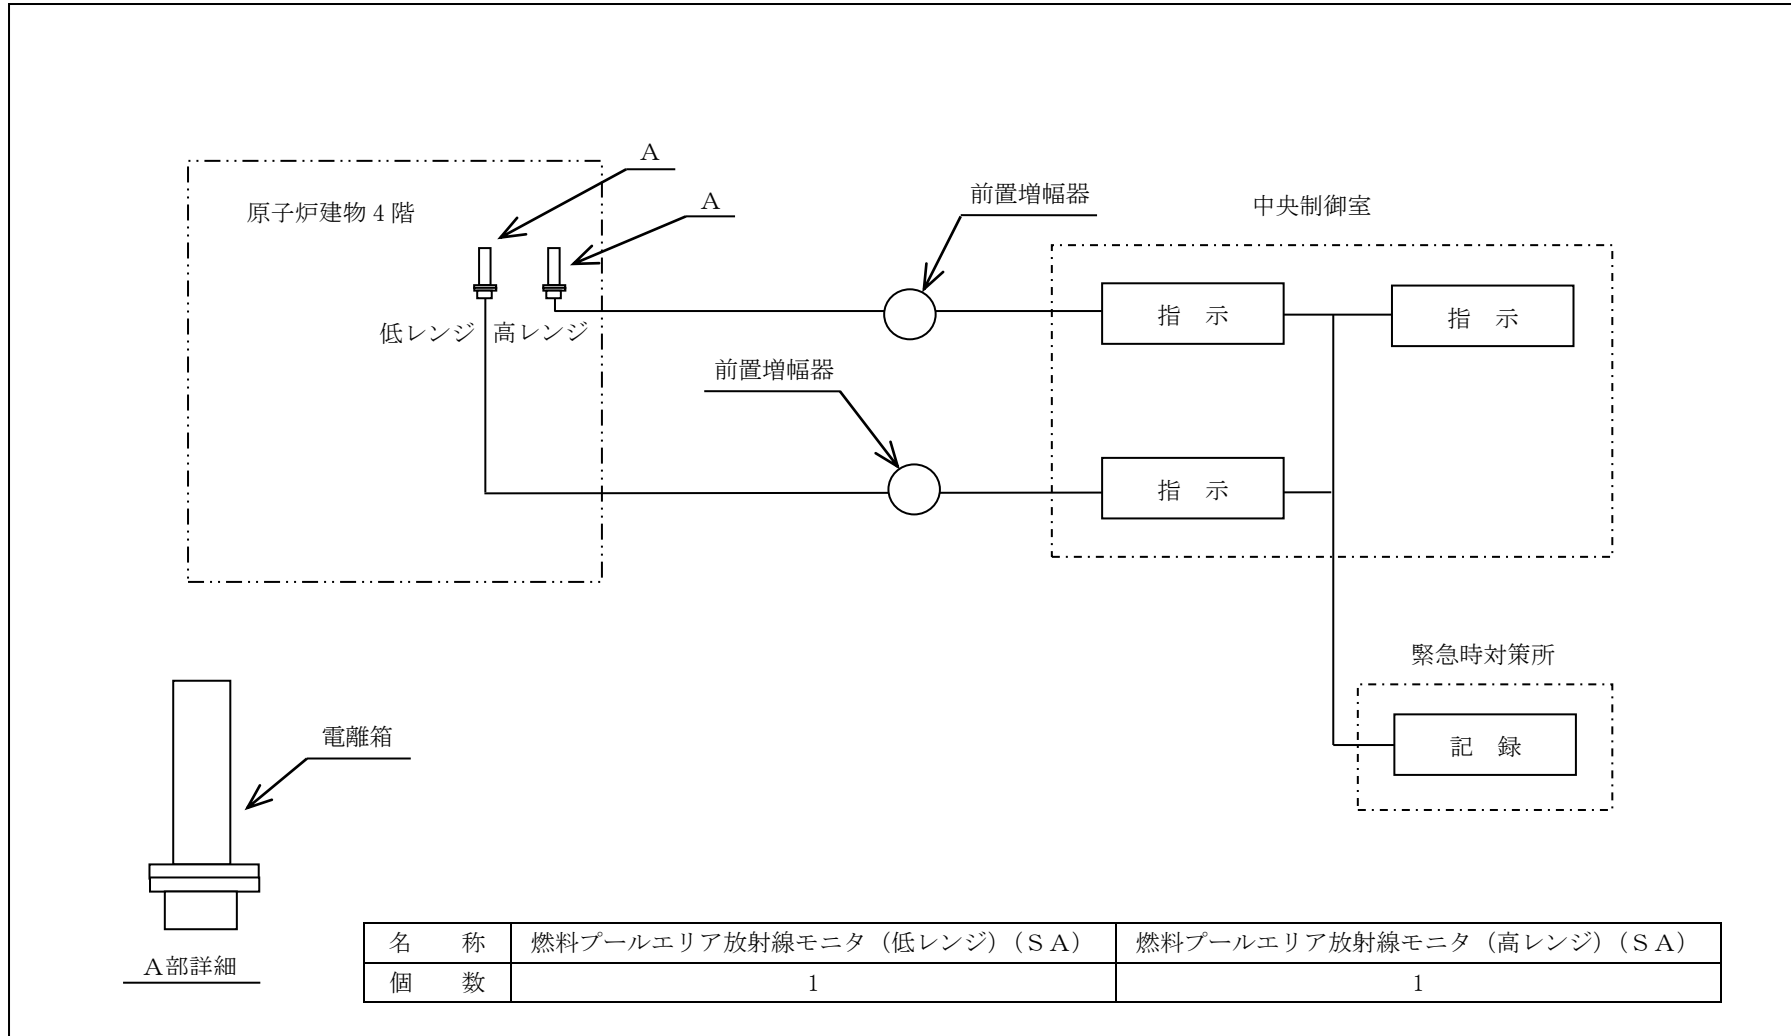 A
A
原子炉建物4階
前置増幅器
中央制御室
指 示
指 示
低レンジ 高レンジ
前置増幅器
指 示
緊急時対策所
電離箱
記 録
A部詳細
名 称 燃料プールエリア放射線モニタ(低レンジ)(SA) 燃料プールエリア放射線モニタ(高レンジ)(SA)
個 数 1 1